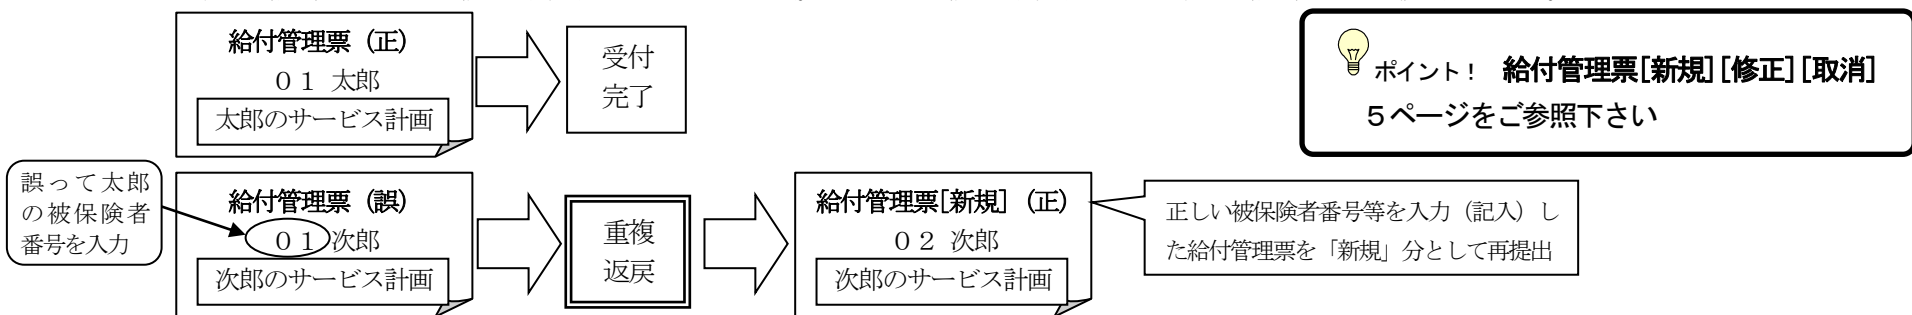 給付管理票（正）
０１ 太郎
太郎のサービス計画
受付
完了
ポイント！ 給付管理票[新規][修正][取消]
５ページをご参照下さい
誤って太郎
の被保険者
番号を入力
給付管理票（誤）
０１ 次郎
次郎のサービス計画
重複
返戻
給付管理票[新規]（正）
０２ 次郎
次郎のサービス計画
正しい被保険者番号等を入力（記入）し
た給付管理票を「新規」分として再提出